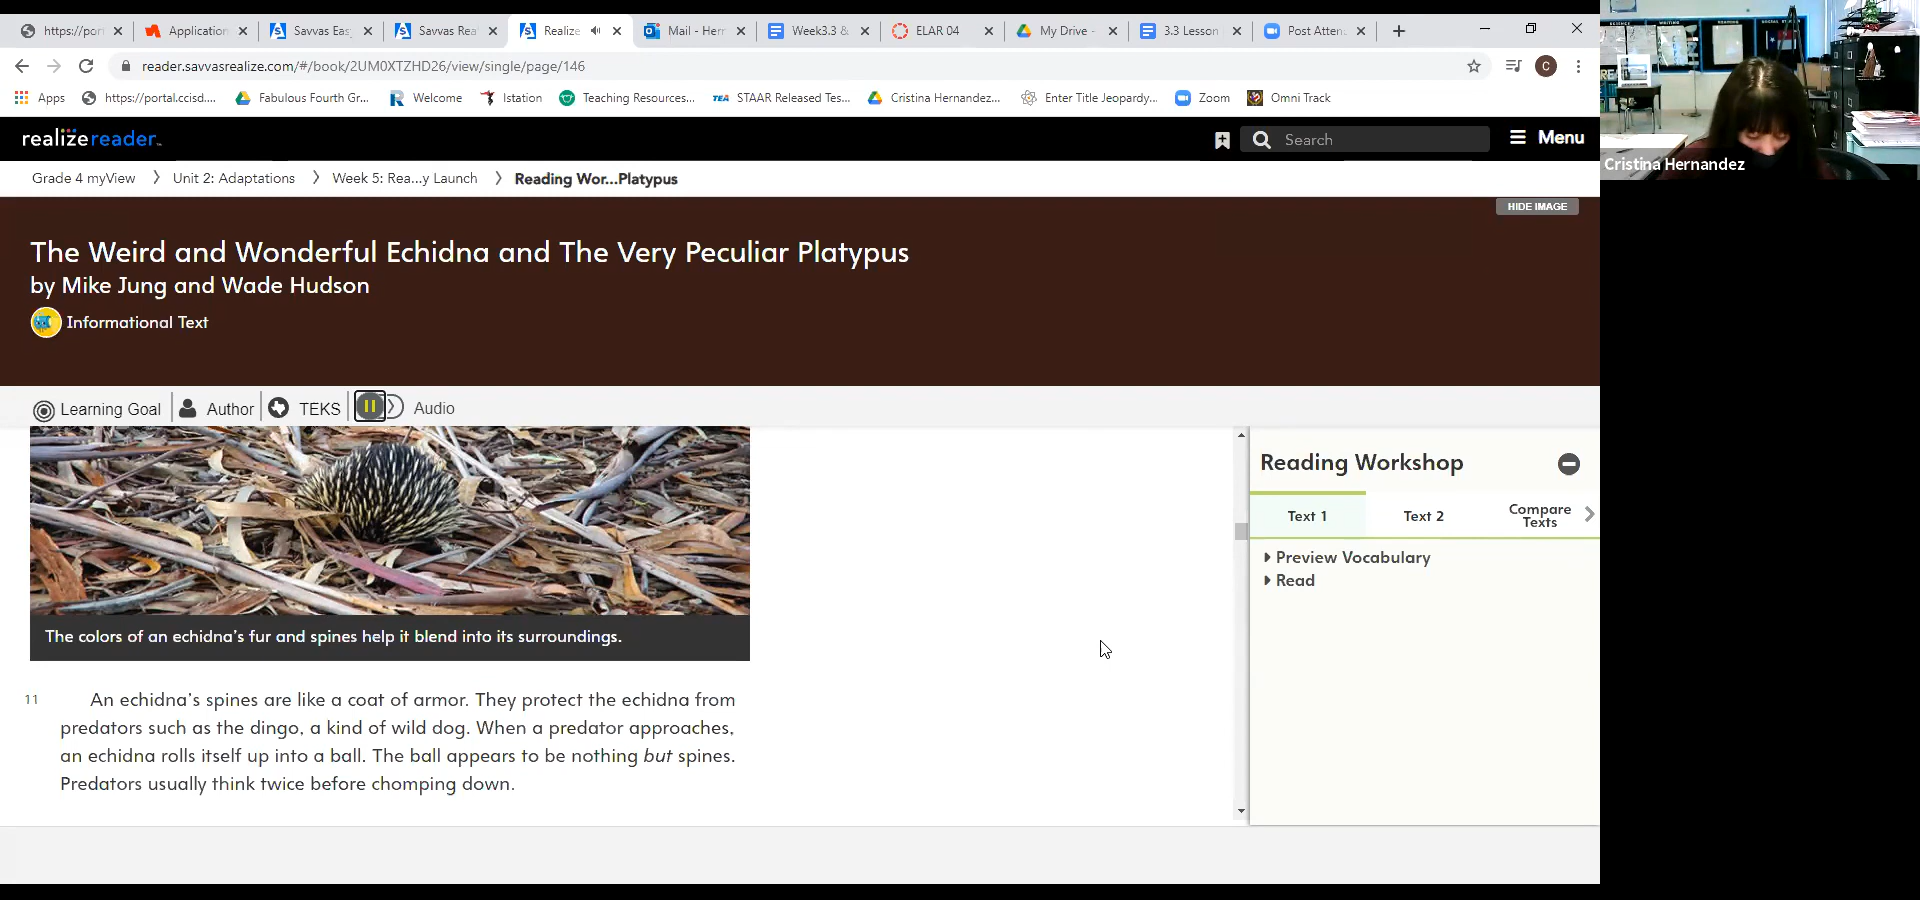 https://por
Application
Savvas Eas
Savvas Rea
Realize
Mail - Herr
Week3.3 &
ELAR 04
My Drive -
3.3 Lesson
Post Atten
reader.savvasrealize.com/#/book/2UM0XTZHD26/view/single/page/146
C
Apps
https://portal.ccisd....
Fabulous Fourth Gr...
Welcome
Istation
Teaching Resources...
TEA STAAR Released Tes...
Cristina Hernandez...
Enter Title Jeopardy...
Zoom
Omni Track
realizereader™
Search
Menu
Grade 4 myView
Unit 2: Adaptations
Week 5: Rea...y Launch
Reading Wor...Platypus
HIDE IMAGE
The Weird and Wonderful Echidna and The Very Peculiar Platypus
by Mike Jung and Wade Hudson
Informational Text
Learning Goal
Author
TEKS
Audio
The colors of an echidna's fur and spines help it blend into its surroundings.
11
An echidna's spines are like a coat of armor. They protect the echidna from
predators such as the dingo, a kind of wild dog. When a predator approaches,
an echidna rolls itself up into a ball. The ball appears to be nothing but spines.
Predators usually think twice before chomping down.
Reading Workshop
Text 1
Text 2
Compare
Texts
Preview Vocabulary
Read
Cristina Hernandez